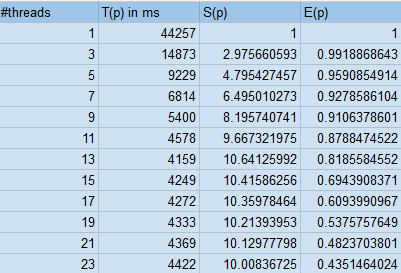 #threads T(p) in ms S(p) E(p)
1 44257 1 1
3 14873 2.975660593 0.9918868643
5 9229 4.795427457 0.9590854914
7 6814 6.495010273 0.9278586104
9 5400 8.195740741 0.9106378601
11 4578 9.667321975 0.8788474522
13 4159 10.64125992 0.8185584552
15 4249 10.41586256 0.6943908371
17 4272 10.35978464 0.6093990967
19 4333 10.21393953 0.5375757649
21 4369 10.12977798 0.4823703801
23 4422 10.00836725 0.4351464024